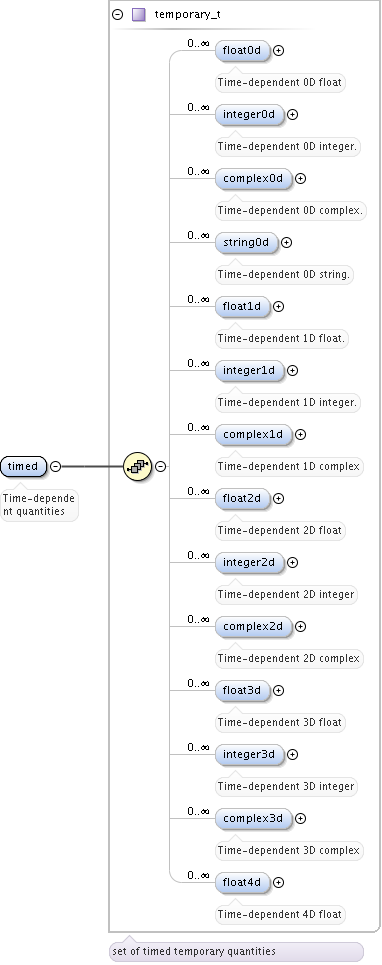 temporary_t
0..∞
float0d
Time-dependent 0D float
0..∞
integer0d
Time-dependent 0D integer.
0..∞
complex0d
Time-dependent 0D complex.
0..∞
string0d
Time-dependent 0D string.
0..∞
float1d
Time-dependent 1D float.
0..∞
integer1d
Time-dependent 1D integer.
0..∞
complex1d
Time-dependent 1D complex
timed
Time-depende
nt quantities
0..∞
float2d
Time-dependent 2D float
0..∞
integer2d
Time-dependent 2D integer
0..∞
complex2d
Time-dependent 2D complex
0..∞
float3d
Time-dependent 3D float
0..∞
integer3d
Time-dependent 3D integer
0..∞
complex3d
Time-dependent 3D complex
0..∞
float4d
Time-dependent 4D float
set of timed temporary quantities